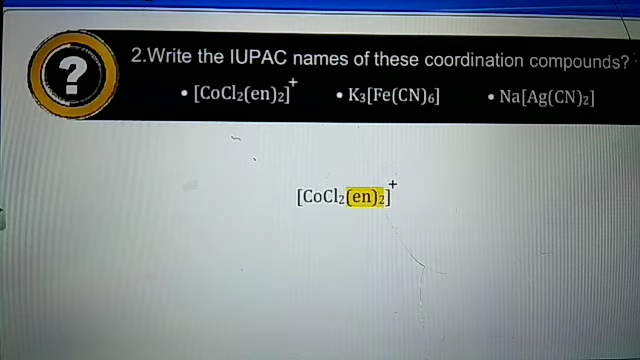 ?
2.Write the IUPAC names of these coordination compounds?
• [CoCl₂(en)₂]⁺ • K₃[Fe(CN)₆] • Na[Ag(CN)₂]
[CoCl₂(en)₂]⁺